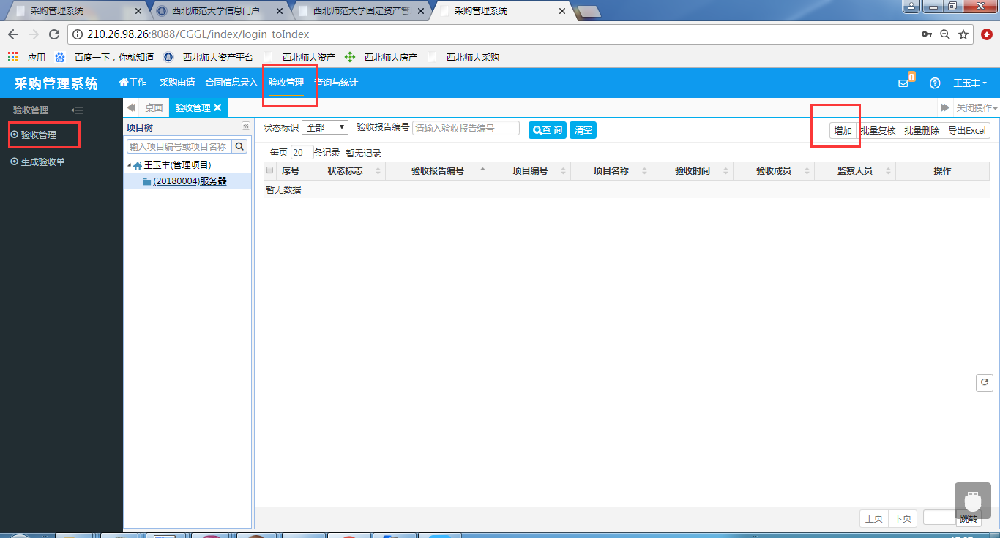 采购管理系统 西北师范大学信息门户 西北师范大学固定资产管 采购管理系统
210.26.98.26:8088/CGGL/index/login_toIndex
应用 百度一下，你就知道 西北师大资产平台 西北师大资产 西北师大房产 西北师大采购
采购管理系统 工作 采购申请 合同信息录入 验收管理 查询与统计 0 王玉丰
验收管理 桌面 验收管理 关闭操作
验收管理
生成验收单
项目树
输入项目编号或项目名称
王玉丰(管理项目)
(20180004)服务器
状态标识 全部 验收报告编号 请输入验收报告编号 查 询 清空 增加 批量复核 批量删除 导出Excel
每页 20 条记录 暂无记录
序号 状态标志 验收报告编号 项目编号 项目名称 验收时间 验收成员 监察人员 操作
暂无数据
上页 下页 跳转